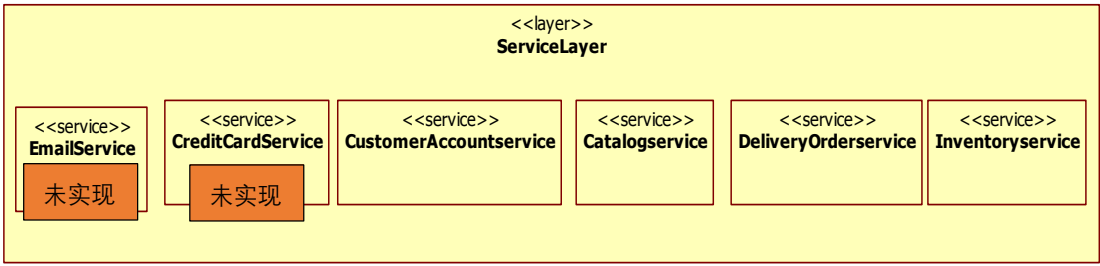 <<layer>>
ServiceLayer
<<service>>
EmailService
未实现
<<service>>
CreditCardService
未实现
<<service>>
CustomerAccountservice
<<service>>
Catalogservice
<<service>>
DeliveryOrderservice
<<service>>
Inventoryservice